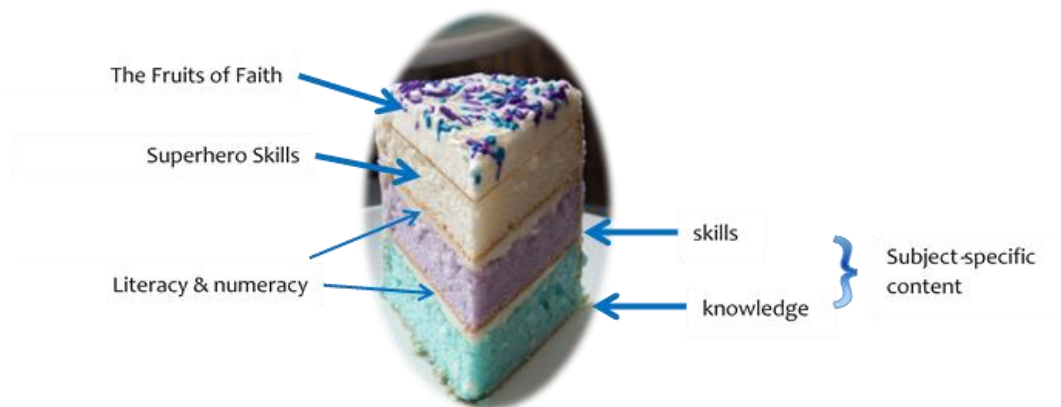 The Fruits of Faith
Superhero Skills
Literacy & numeracy
skills
knowledge
Subject-specific
content